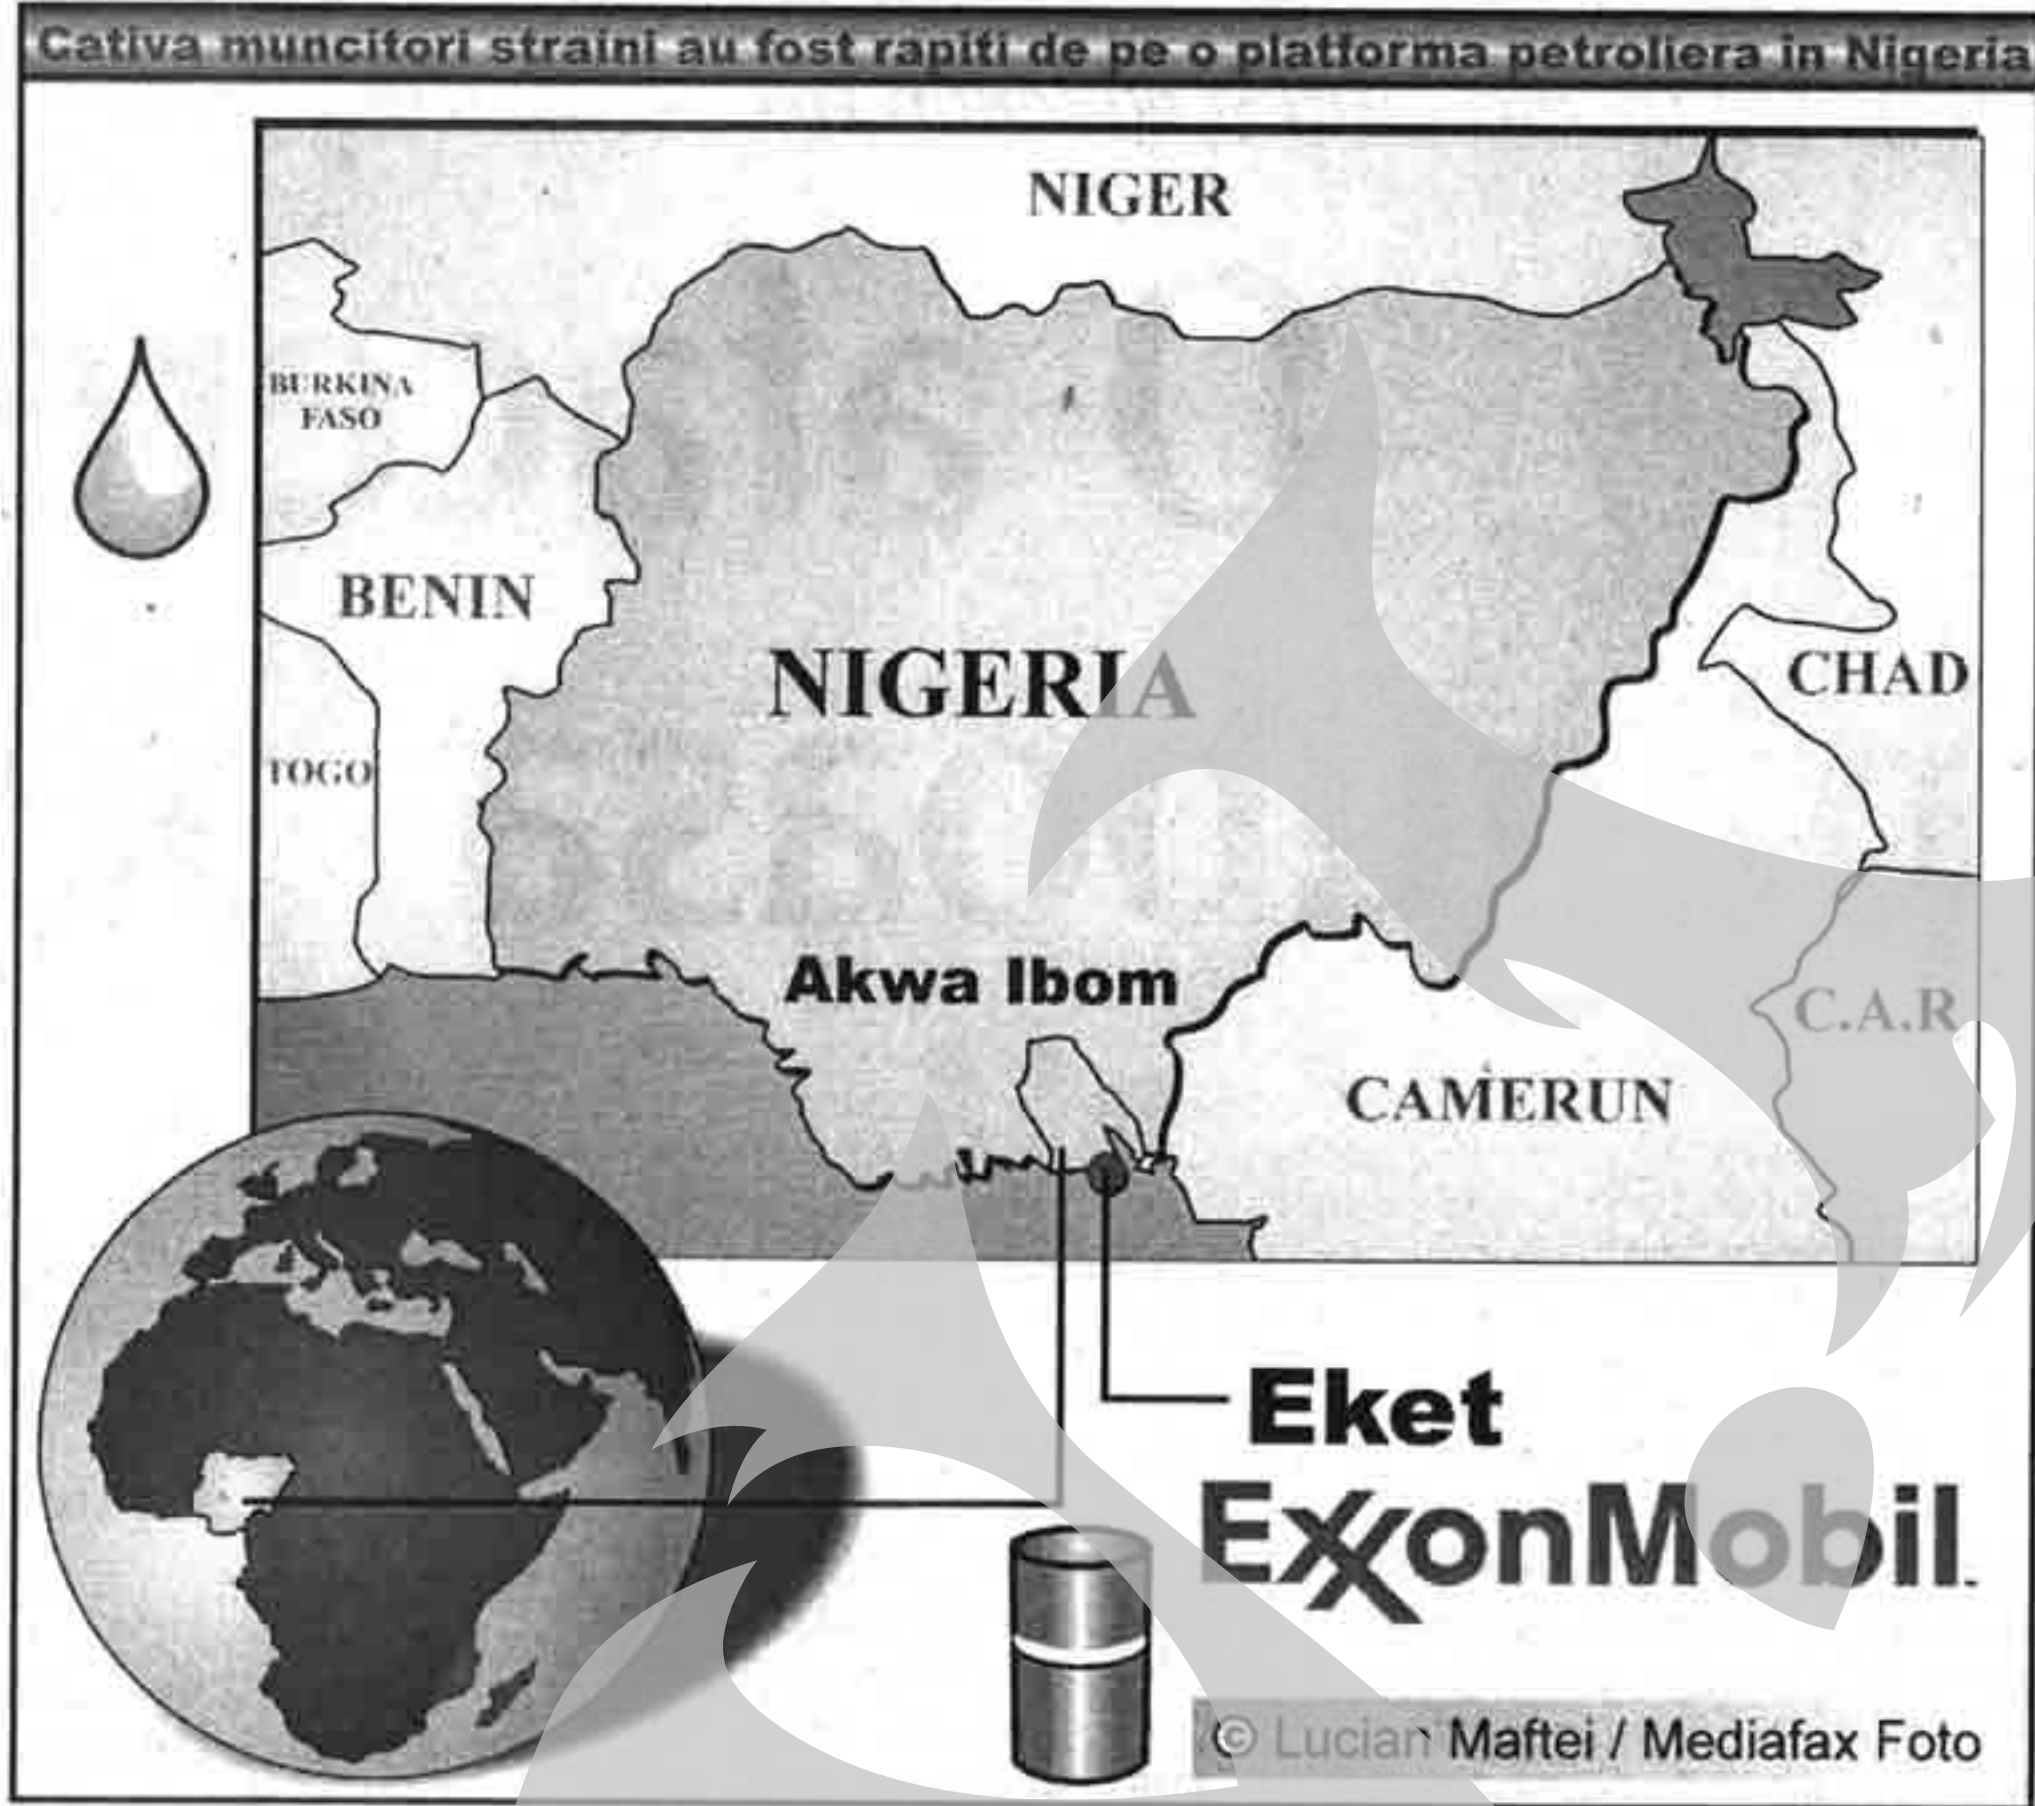 Cativa muncitori straini au fost rapiti de pe o platforma petroliera in Nigeria
NIGER
BURKINA
FASO
BENIN
NIGERIA
CHAD
TOGO
Akwa Ibom
C.A.R
CAMERUN
Eket
ExxonMobil
© Lucian Maftei / Mediafax Foto